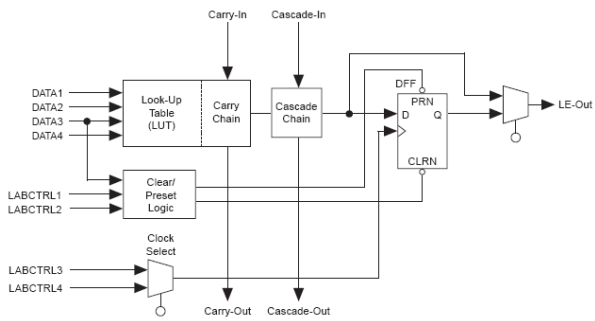 Carry-In
Cascade-In
DATA1
DATA2
DATA3
DATA4
Look-Up
Table
(LUT)
Carry
Chain
Cascade
Chain
DFF
PRN
D
Q
CLRN
LE-Out
LABCTRL1
LABCTRL2
Clear/
Preset
Logic
Clock
Select
LABCTRL3
LABCTRL4
Carry-Out
Cascade-Out